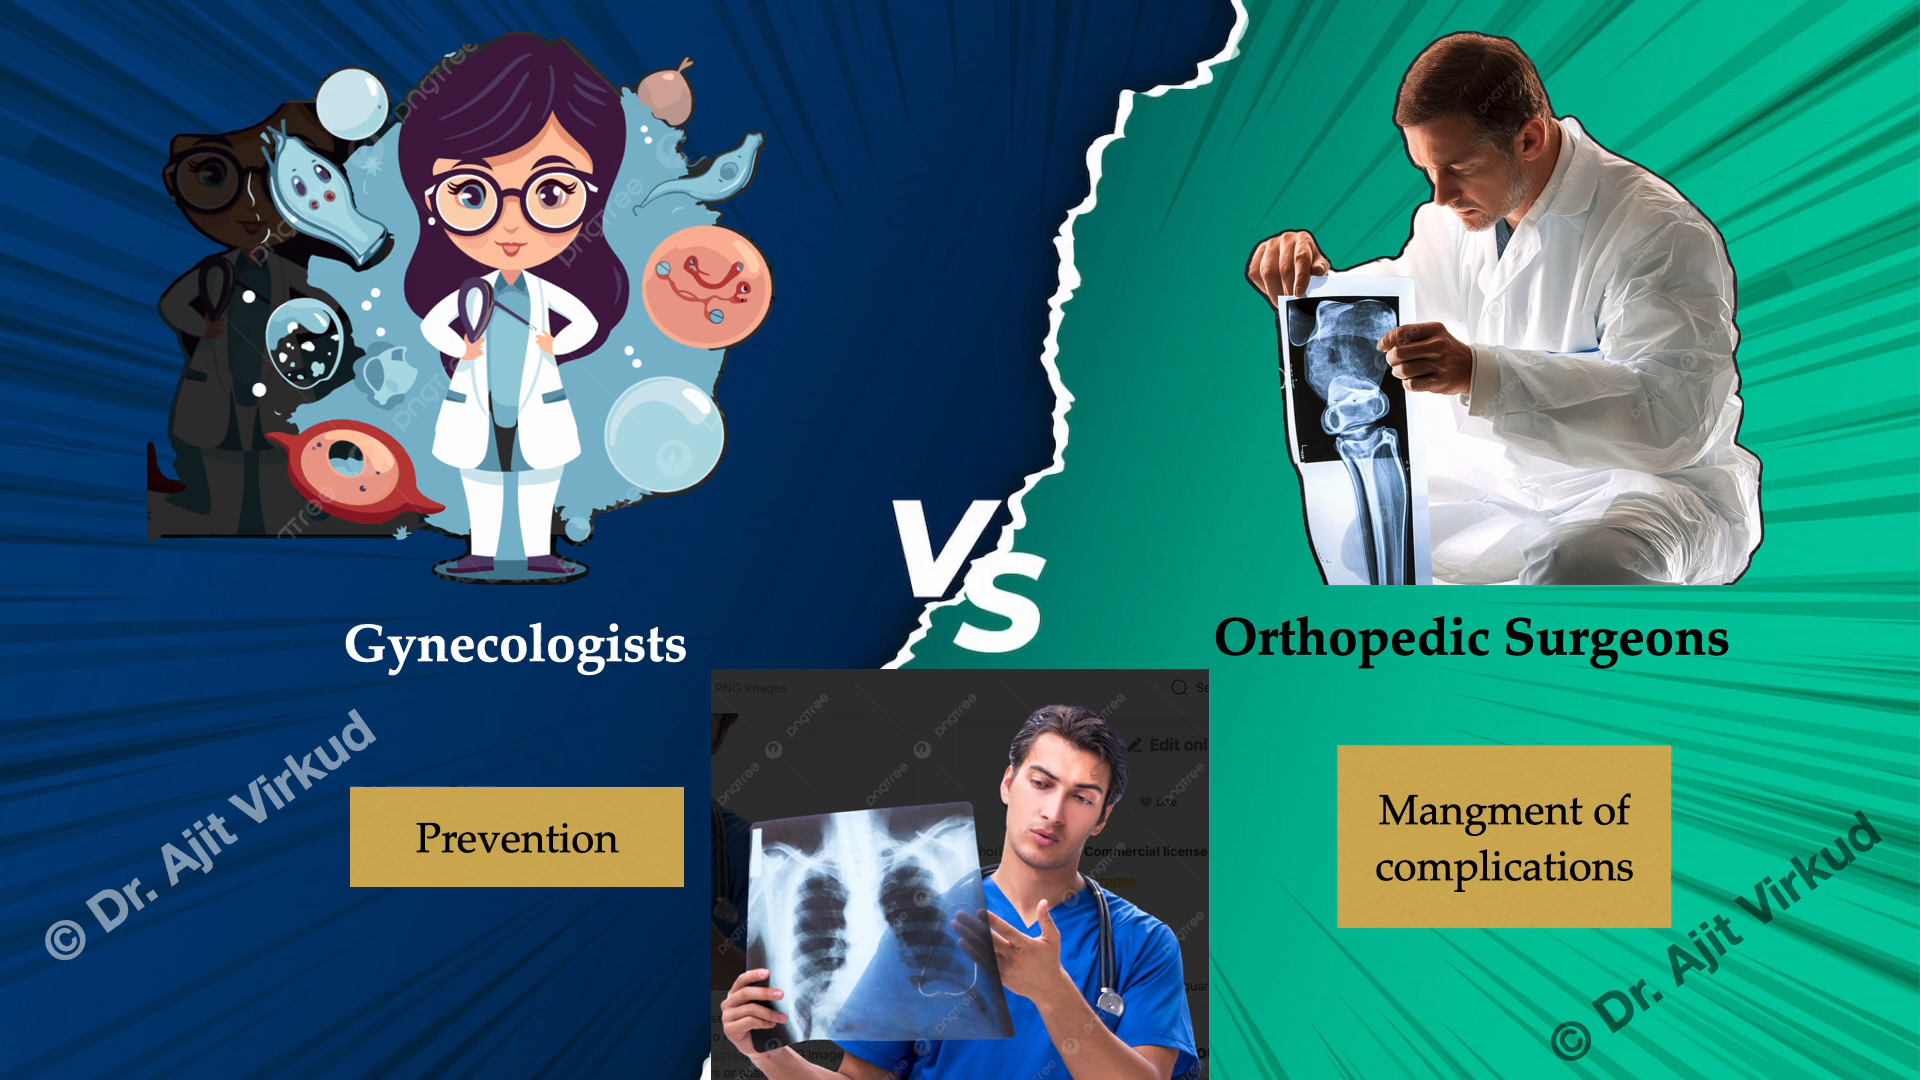 VS
Gynecologists
Orthopedic Surgeons
Prevention
Mangment of
complications
© Dr. Ajit Virkud
© Dr. Ajit Virkud
PNG images
Edit onl
Commercial license
pngtree